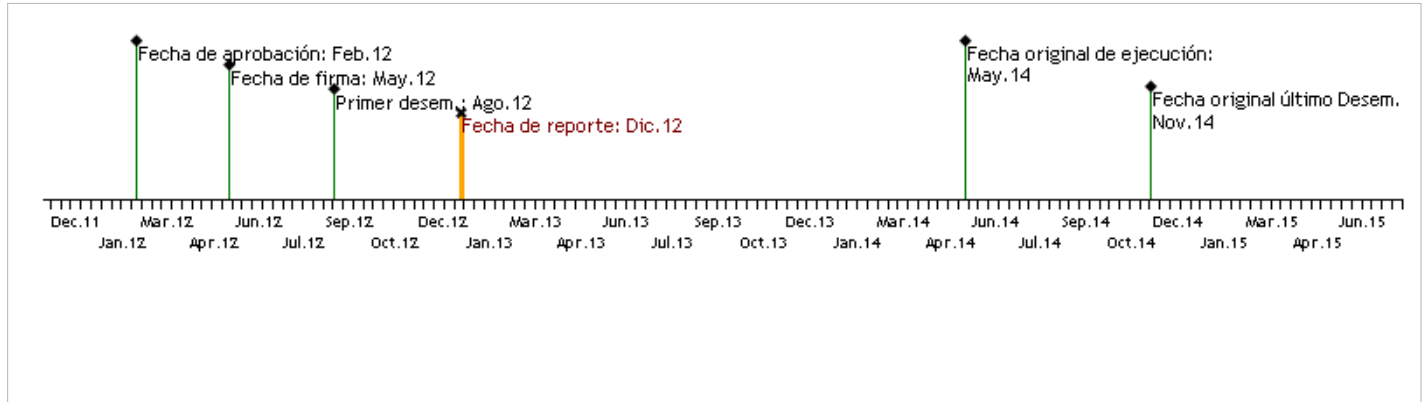 Fecha de aprobación: Feb.12
Fecha de firma: May.12
Primer desem.: Ago.12
Fecha de reporte: Dic.12
Fecha original de ejecución:
May.14
Fecha original último Desem.
Nov.14
Dec.11 Mar.12 Jun.12 Sep.12 Dec.12 Mar.13 Jun.13 Sep.13 Dec.13 Mar.14 Jun.14 Sep.14 Dec.14 Mar.15 Jun.15
Jan.12 Apr.12 Jul.12 Oct.12 Jan.13 Apr.13 Jul.13 Oct.13 Jan.14 Apr.14 Jul.14 Oct.14 Jan.15 Apr.15